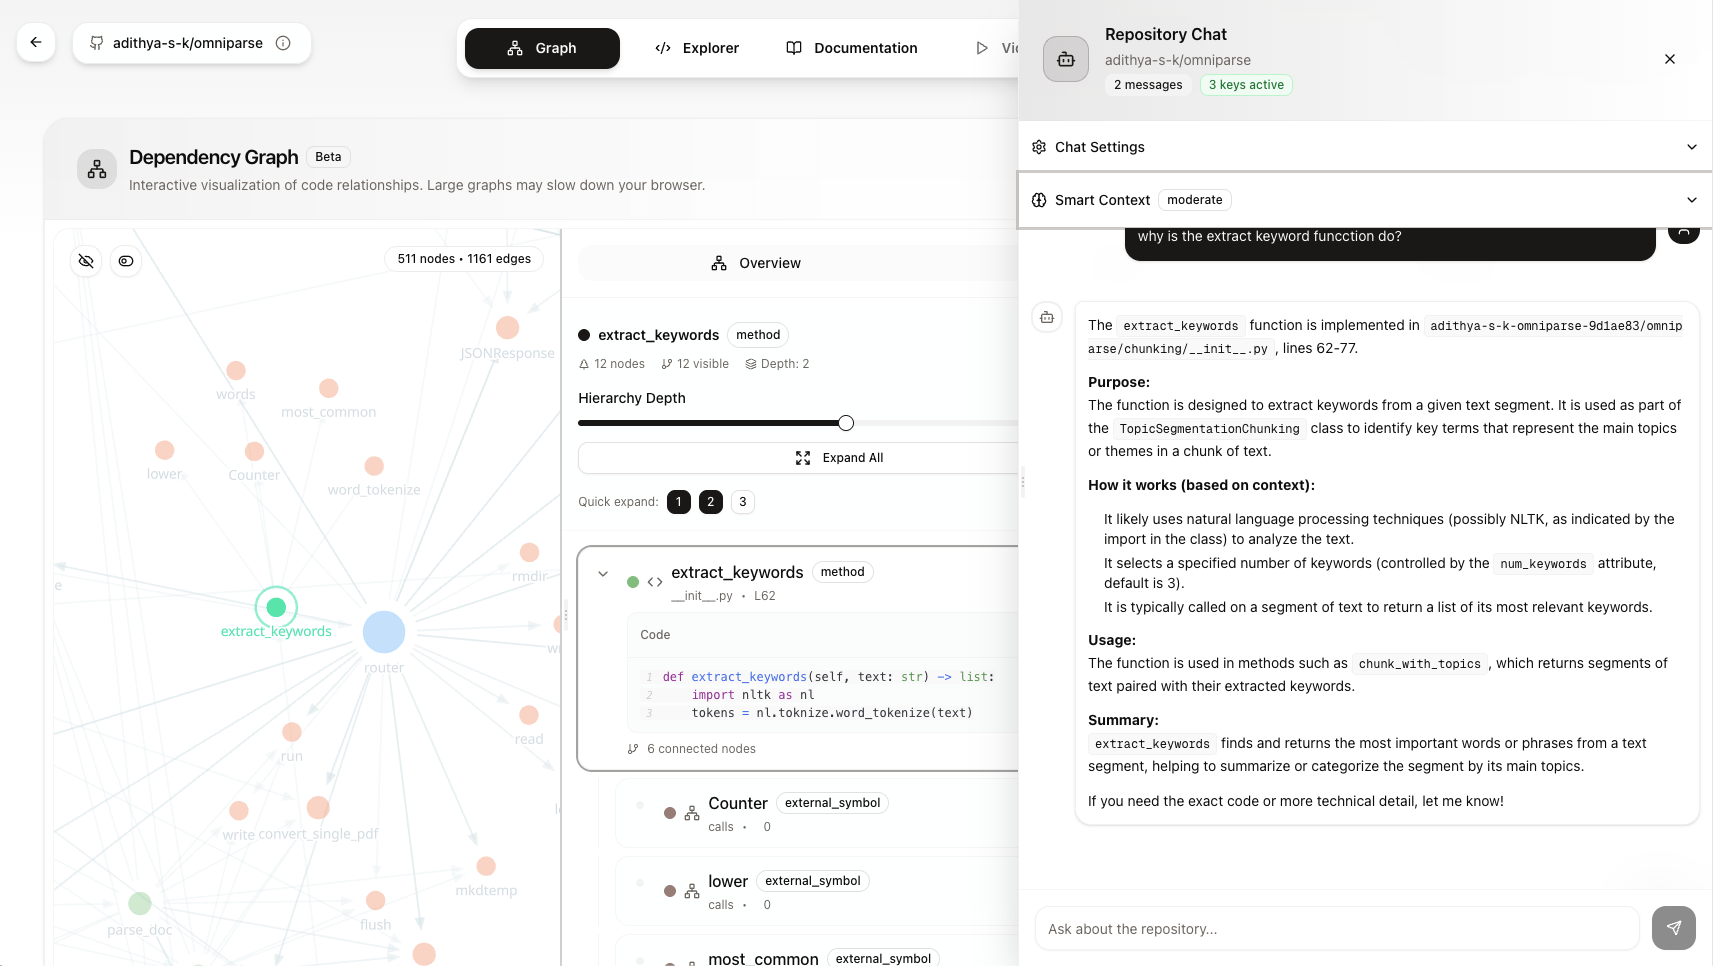 adithya-s-k/omniparse
Graph
Explorer
Documentation
Dependency Graph
Beta
Interactive visualization of code relationships. Large graphs may slow down your browser.
511 nodes • 1161 edges
JSONResponse
words
most_common
lower
Counter
word_tokenize
rmdir
extract_keywords
router
read
run
write
convert_single_pdf
mkdtemp
flush
parse_doc
Overview
extract_keywords
method
12 nodes
12 visible
Depth: 2
Hierarchy Depth
Expand All
Quick expand:
1
2
3
extract_keywords
method
__init__.py • L62
Code
1 def extract_keywords(self, text: str) -> list:
2 import nltk as nl
3 tokens = nl.toknize.word_tokenize(text)
6 connected nodes
Counter
external_symbol
calls • 0
lower
external_symbol
calls • 0
most_common
external_symbol
Repository Chat
adithya-s-k/omniparse
2 messages
3 keys active
Chat Settings
Smart Context
moderate
why is the extract keyword funcction do?
The extract_keywords function is implemented in adithya-s-k-omniparse-9d1ae83/omnip
arse/chunking/__init__.py , lines 62-77.
Purpose:
The function is designed to extract keywords from a given text segment. It is used as part of
the TopicSegmentationChunking class to identify key terms that represent the main topics
or themes in a chunk of text.
How it works (based on context):
It likely uses natural language processing techniques (possibly NLTK, as indicated by the
import in the class) to analyze the text.
It selects a specified number of keywords (controlled by the num_keywords attribute,
default is 3).
It is typically called on a segment of text to return a list of its most relevant keywords.
Usage:
The function is used in methods such as chunk_with_topics , which returns segments of
text paired with their extracted keywords.
Summary:
extract_keywords finds and returns the most important words or phrases from a text
segment, helping to summarize or categorize the segment by its main topics.
If you need the exact code or more technical detail, let me know!
Ask about the repository...